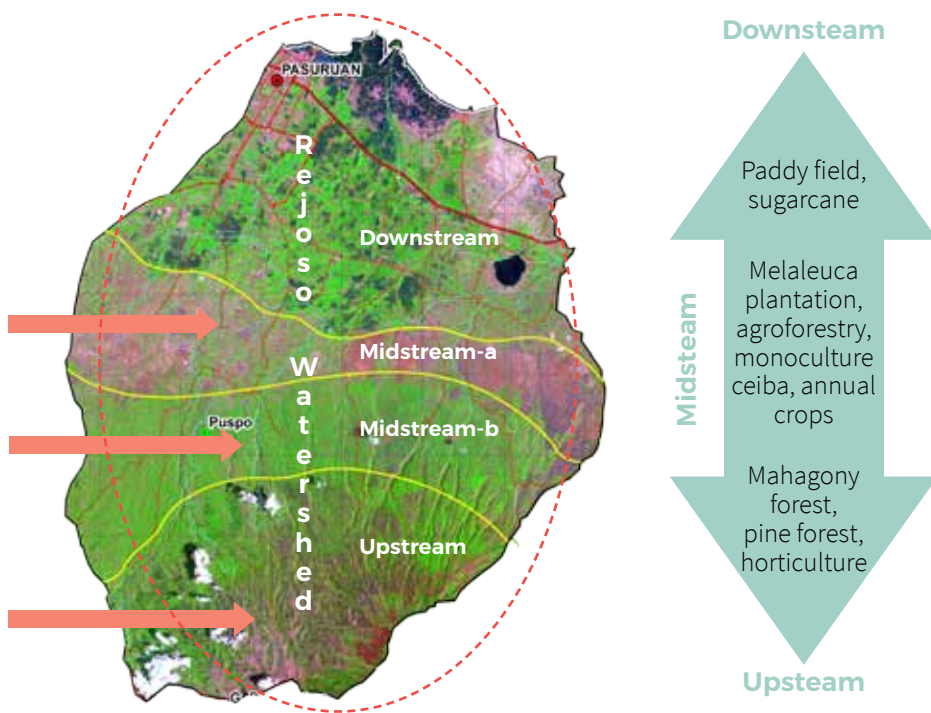 PASURUAN
Rejoso Watershed
Downstream
Midstream-a
Puspo
Midstream-b
Upstream
Downsteam
Paddy field,
sugarcane
Midsteam
Melaleuca
plantation,
agroforestry,
monoculture
ceiba, annual
crops
Mahagony
forest,
pine forest,
horticulture
Upsteam